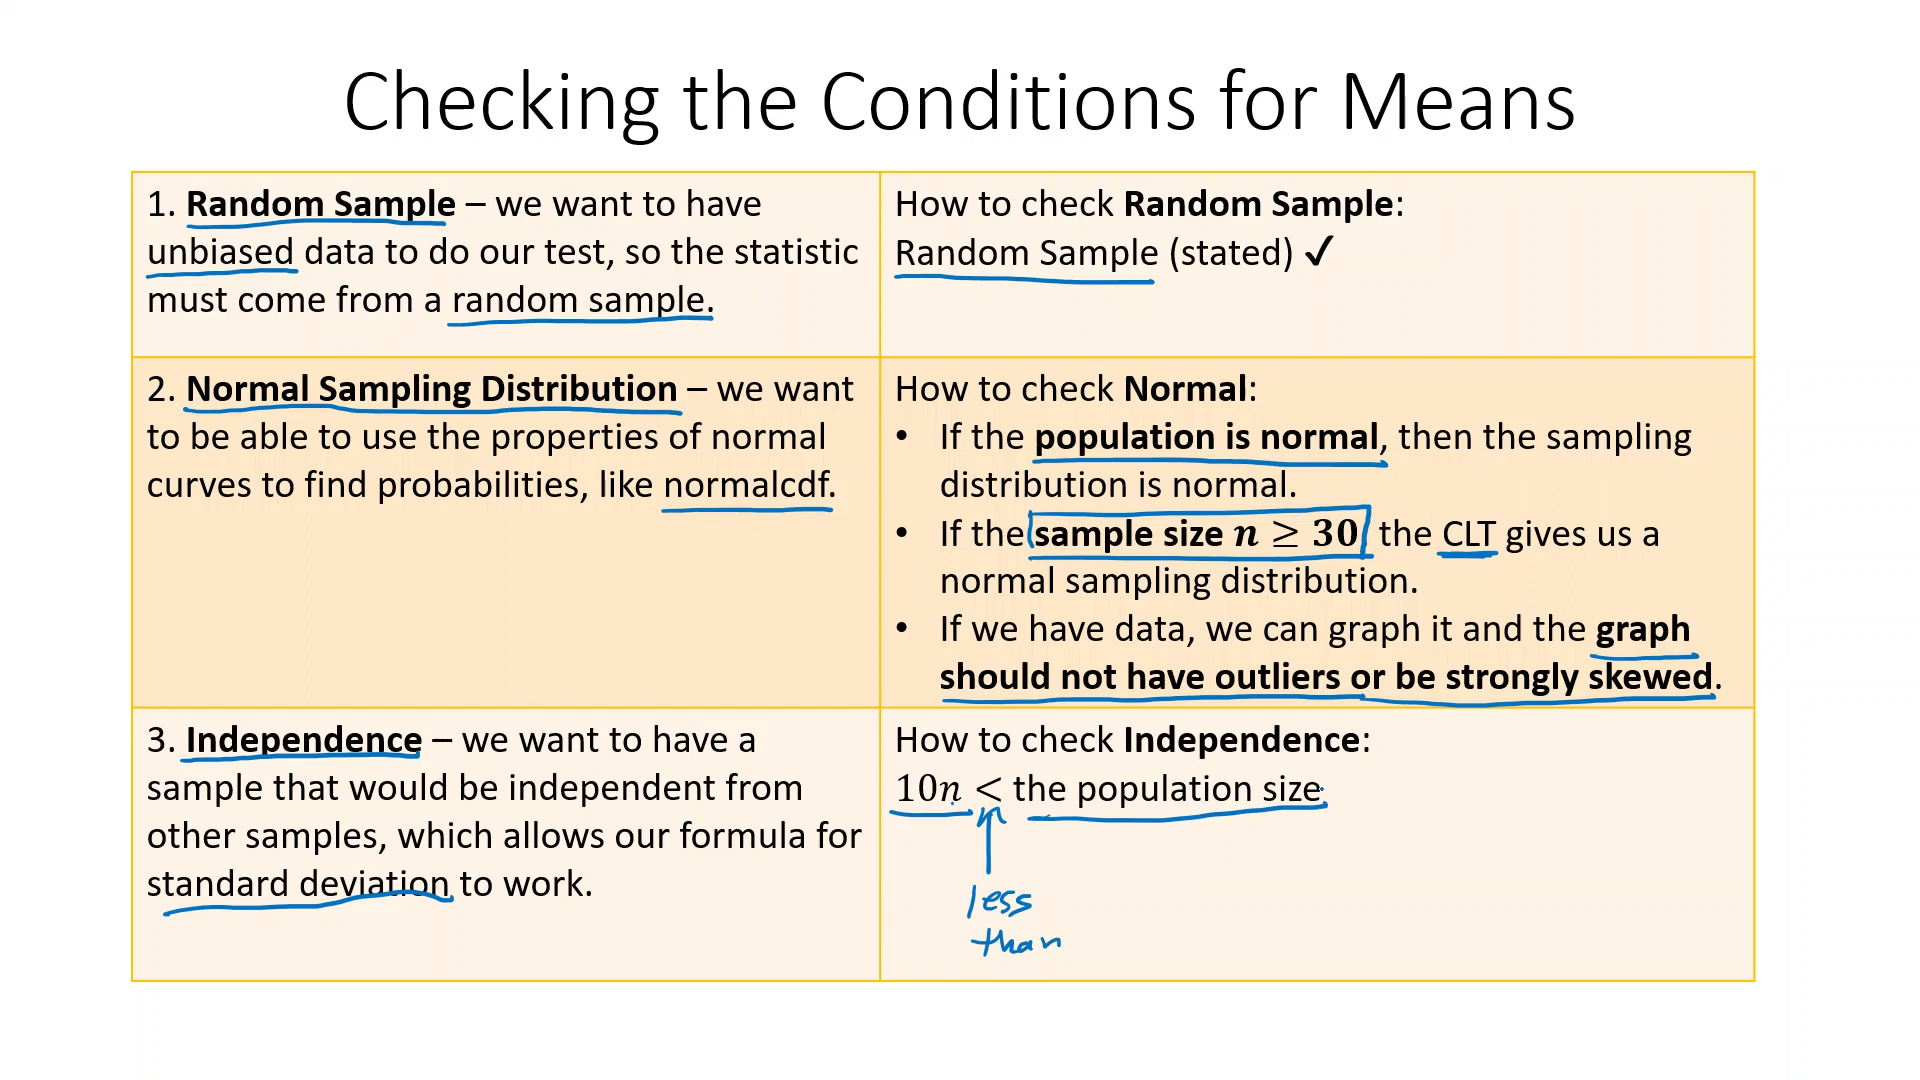 Checking the Conditions for Means
1. Random Sample – we want to have
unbiased data to do our test, so the statistic
must come from a random sample.
How to check Random Sample:
Random Sample (stated) ✓
2. Normal Sampling Distribution – we want
to be able to use the properties of normal
curves to find probabilities, like normalcdf.
How to check Normal:
• If the population is normal, then the sampling
distribution is normal.
• If the sample size n ≥ 30 the CLT gives us a
normal sampling distribution.
• If we have data, we can graph it and the graph
should not have outliers or be strongly skewed.
3. Independence – we want to have a
sample that would be independent from
other samples, which allows our formula for
standard deviation to work.
How to check Independence:
10n < the population size
less
than